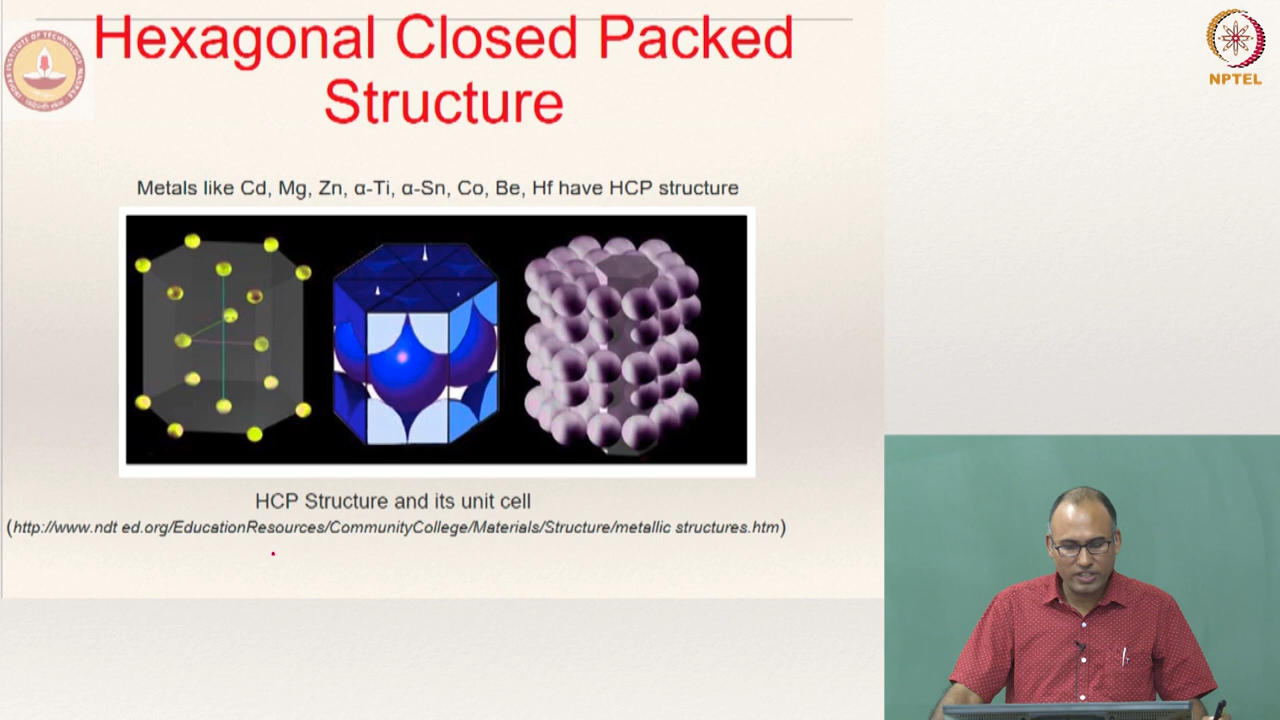 Hexagonal Closed Packed
Structure
NPTEL
Metals like Cd, Mg, Zn, α-Ti, α-Sn, Co, Be, Hf have HCP structure
HCP Structure and its unit cell
(http://www.ndt ed.org/EducationResources/CommunityCollege/Materials/Structure/metallic structures.htm)